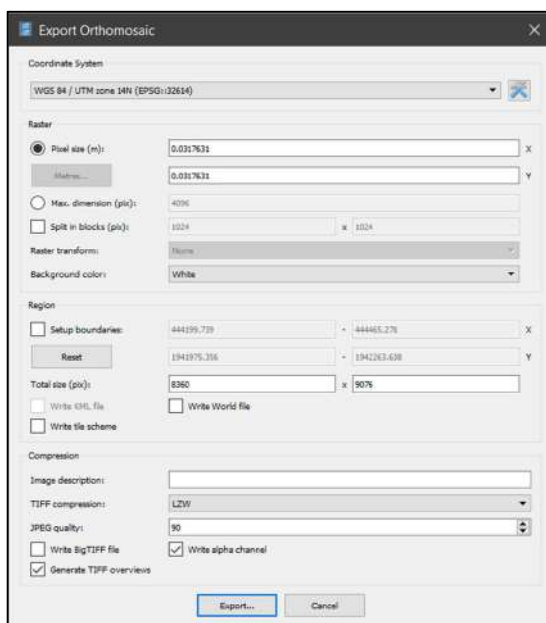 Export Orthomosaic
Coordinate System
WGS 84 / UTM zone 14N (EPSG::32614)
Raster
Pixel size (m): 0.0317631 X
Metres... 0.0317631 Y
Max. dimension (pix): 4096
Split in blocks (pix): 1024 x 1024
Raster transform: None
Background color: White
Region
Setup boundaries: 444199.739 - 444465.276 X
Reset 1941975.356 - 1942263.638 Y
Total size (pix): 8360 x 9076
Write KML file Write World file
Write tile scheme
Compression
Image description:
TIFF compression: LZW
JPEG quality: 90
Write BigTIFF file Write alpha channel
Generate TIFF overviews
Export... Cancel